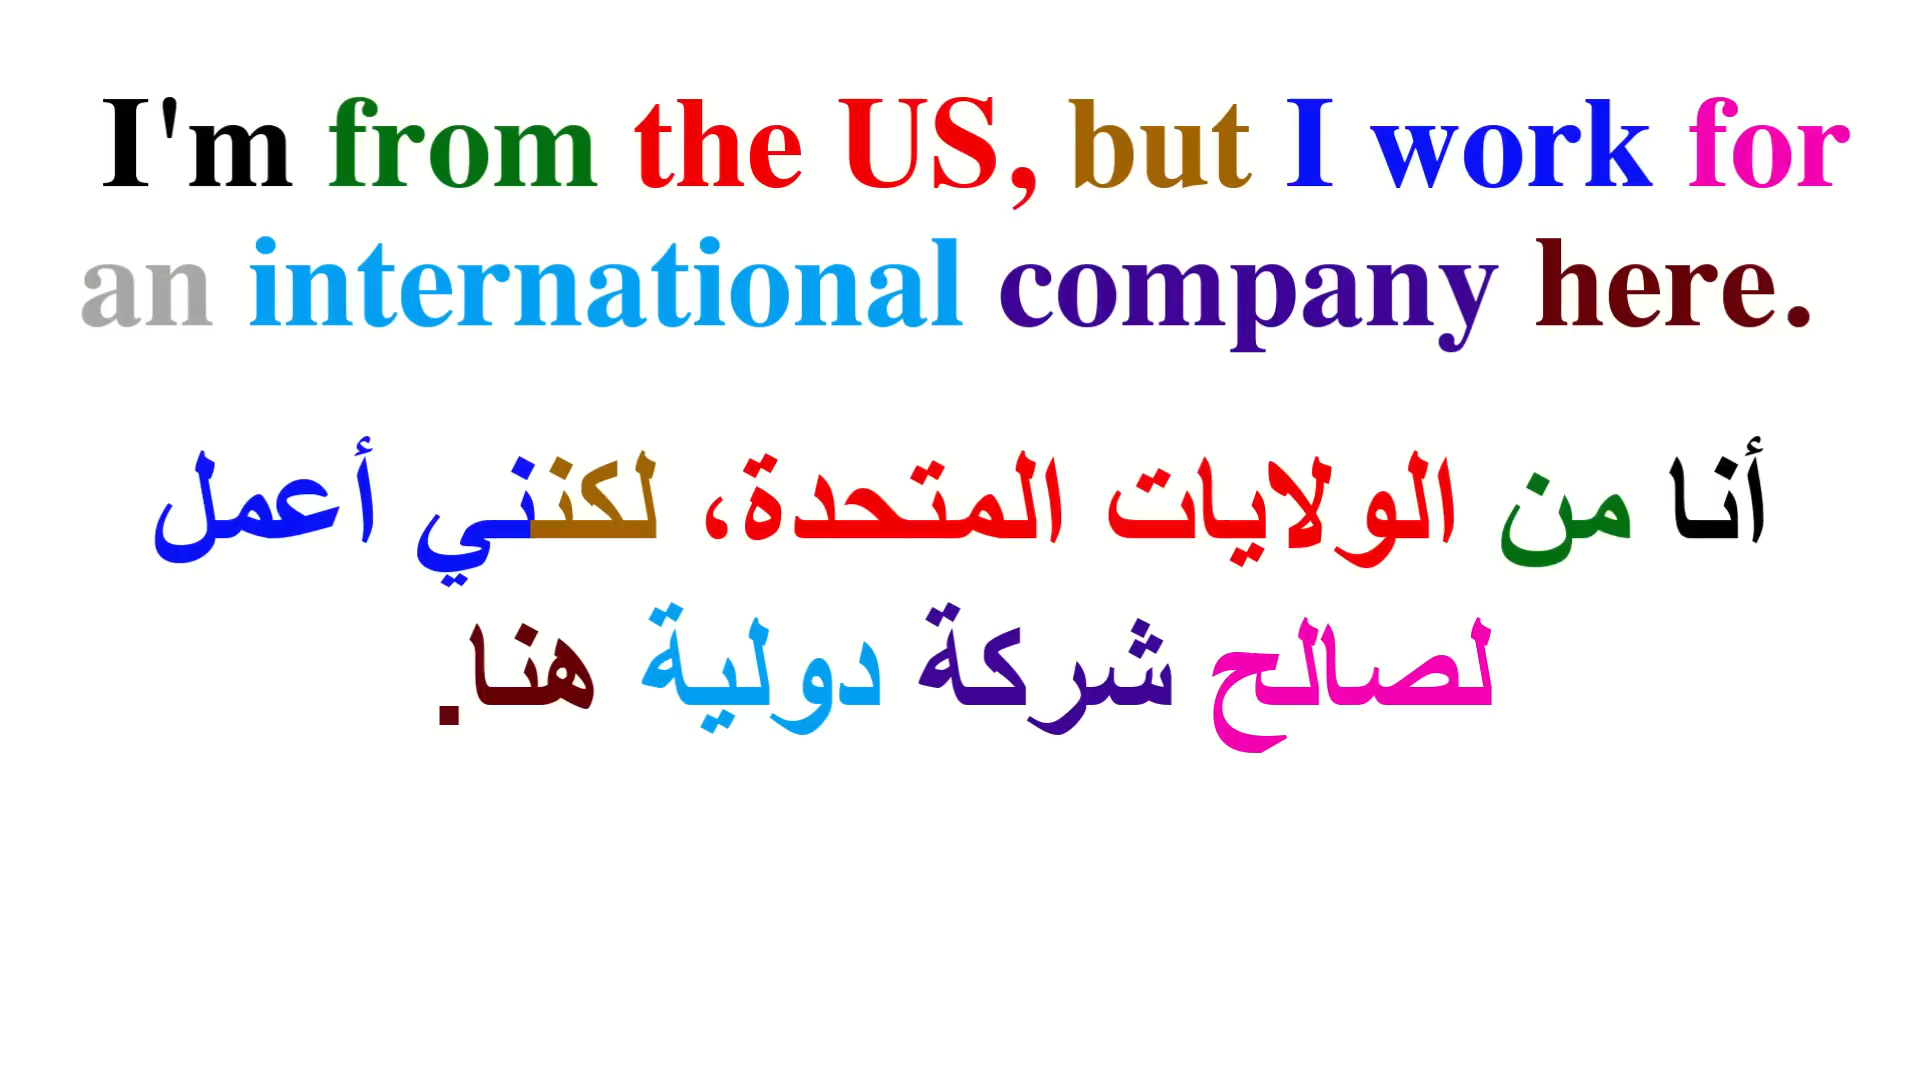 I'm from the US, but I work for
an international company here.
أنا من الولايات المتحدة، لكنني أعمل
لصالح شركة دولية هنا.